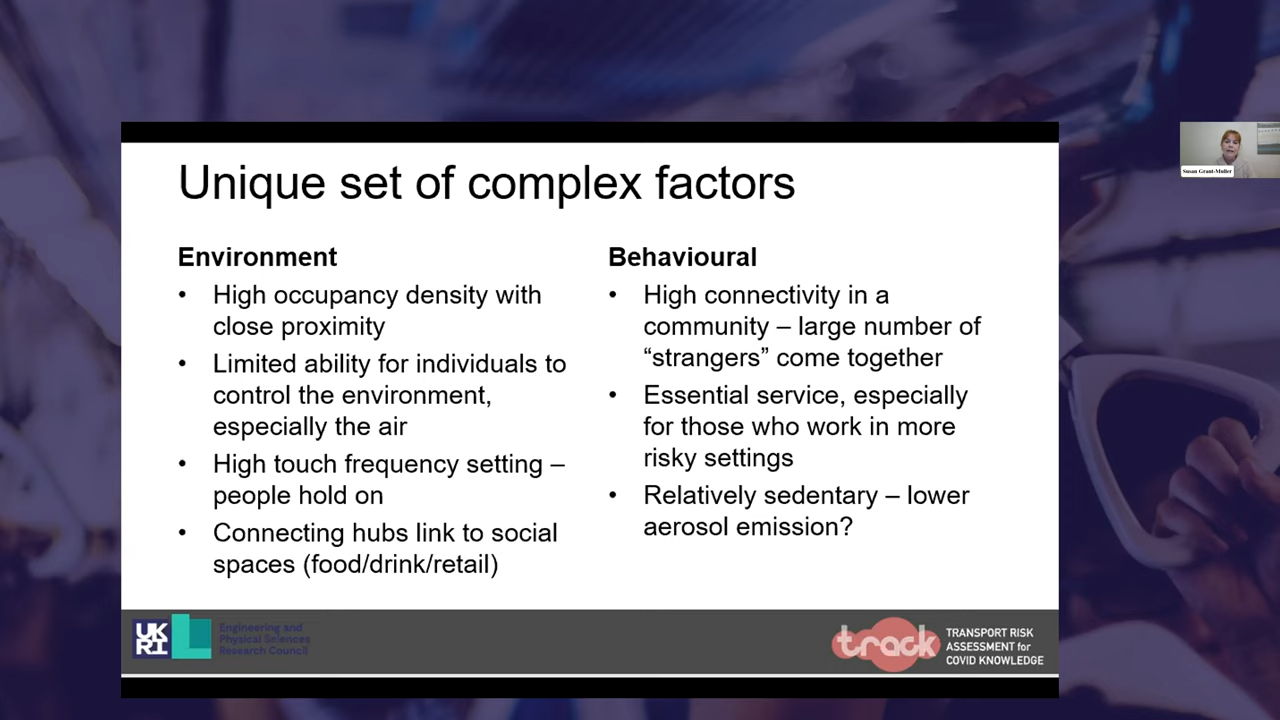 Unique set of complex factors
Environment
• High occupancy density with
close proximity
• Limited ability for individuals to
control the environment,
especially the air
• High touch frequency setting –
people hold on
• Connecting hubs link to social
spaces (food/drink/retail)
Behavioural
• High connectivity in a
community – large number of
“strangers” come together
• Essential service, especially
for those who work in more
risky settings
• Relatively sedentary – lower
aerosol emission?
Susan Grant-Muller
UK
RI
Engineering and
Physical Sciences
Research Council
track
TRANSPORT RISK
ASSESSMENT for
COVID KNOWLEDGE